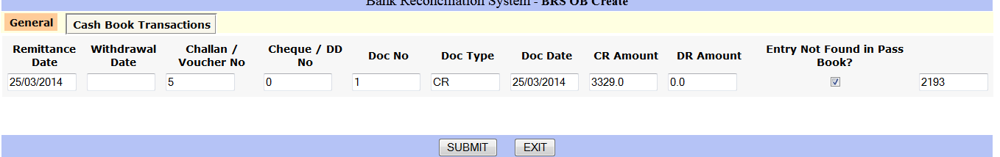 Bank Reconciliation System - BRS OB Create
General Cash Book Transactions
Remittance Date Withdrawal Date Challan / Voucher No Cheque / DD No Doc No Doc Type Doc Date CR Amount DR Amount Entry Not Found in Pass Book?
25/03/2014 5 0 1 CR 25/03/2014 3329.0 0.0 2193
SUBMIT EXIT